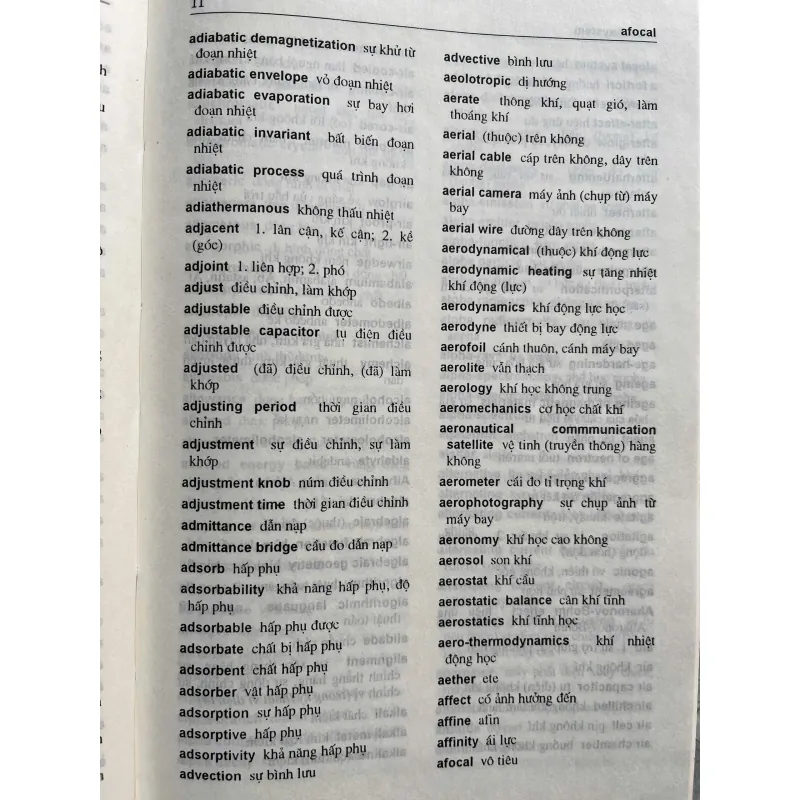 11
afocal
adiabatic demagnetization sự khử từ
đoạn nhiệt
adiabatic envelope vỏ đoạn nhiệt
adiabatic evaporation sự bay hơi
đoạn nhiệt
adiabatic invariant bất biến đoạn
nhiệt
adiabatic process quá trình đoạn
nhiệt
adiathermanous không thấu nhiệt
adjacent 1. lân cận, kế cận; 2. kề
(góc)
adjoint 1. liên hợp; 2. phó
adjust điều chỉnh, làm khớp
adjustable điều chỉnh được
adjustable capacitor tụ điện điều
chỉnh được
adjusted (đã) điều chỉnh, (đã) làm
khớp
adjusting period thời gian điều
chỉnh
adjustment sự điều chỉnh, sự làm
khớp
adjustment knob núm điều chỉnh
adjustment time thời gian điều chỉnh
admittance dẫn nạp
admittance bridge cầu đo dẫn nạp
adsorb hấp phụ
adsorbability khả năng hấp phụ, độ
hấp phụ
adsorbable hấp phụ được
adsorbate chất bị hấp phụ
adsorbent chất hấp phụ
adsorber vật hấp phụ
adsorption sự hấp phụ
adsorptive hấp phụ
adsorptivity khả năng hấp phụ
advection sự bình lưu
advective bình lưu
aeolotropic dị hướng
aerate thông khí, quạt gió, làm
thoáng khí
aerial (thuộc) trên không
aerial cable cáp trên không, dây trên
không
aerial camera máy ảnh (chụp từ) máy
bay
aerial wire đường dây trên không
aerodynamical (thuộc) khí động lực
aerodynamic heating sự tăng nhiệt
khí động (lực)
aerodynamics khí động lực học
aerodyne thiết bị bay động lực
aerofoil cánh thuôn, cánh máy bay
aerolite vẫn thạch
aerology khí học không trung
aeromechanics cơ học chất khí
aeronautical commmunication
satellite vệ tinh (truyền thông) hàng
không
aerometer cái đo tỉ trọng khí
aerophotography sự chụp ảnh từ
máy bay
aeronomy khí học cao không
aerosol son khí
aerostat khí cầu
aerostatic balance cân khí tĩnh
aerostatics khí tĩnh học
aero-thermodynamics khí nhiệt
động học
aether ete
affect có ảnh hưởng đến
affine afin
affinity ái lực
afocal vô tiêu